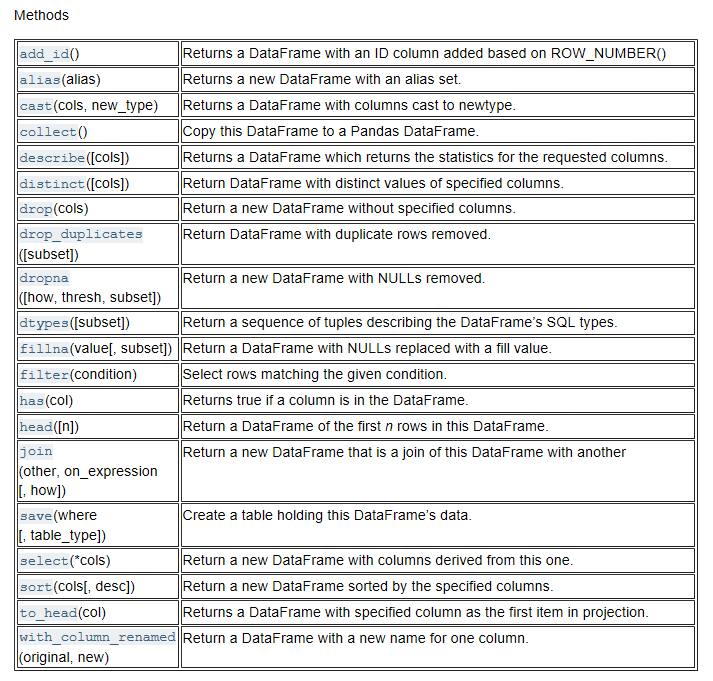 Methods
add_id() Returns a DataFrame with an ID column added based on ROW_NUMBER()
alias(alias) Returns a new DataFrame with an alias set.
cast(cols, new_type) Returns a DataFrame with columns cast to newtype.
collect() Copy this DataFrame to a Pandas DataFrame.
describe([cols]) Returns a DataFrame which returns the statistics for the requested columns.
distinct([cols]) Return DataFrame with distinct values of specified columns.
drop(cols) Return a new DataFrame without specified columns.
drop_duplicates Return DataFrame with duplicate rows removed.
([subset])
dropna Return a new DataFrame with NULLs removed.
([how, thresh, subset])
dtypes([subset]) Return a sequence of tuples describing the DataFrame’s SQL types.
fillna(value[, subset]) Return a DataFrame with NULLs replaced with a fill value.
filter(condition) Select rows matching the given condition.
has(col) Returns true if a column is in the DataFrame.
head([n]) Return a DataFrame of the first n rows in this DataFrame.
join Return a new DataFrame that is a join of this DataFrame with another
(other, on_expression
[, how])
save(where Create a table holding this DataFrame’s data.
[, table_type])
select(*cols) Return a new DataFrame with columns derived from this one.
sort(cols[, desc]) Return a new DataFrame sorted by the specified columns.
to_head(col) Returns a DataFrame with specified column as the first item in projection.
with_column_renamed Return a DataFrame with a new name for one column.
(original, new)